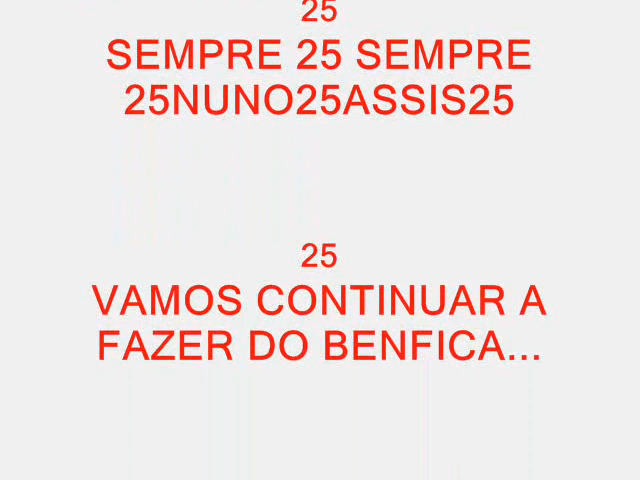 25
SEMPRE 25 SEMPRE
25NUNO25ASSIS25
25
VAMOS CONTINUAR A
FAZER DO BENFICA...